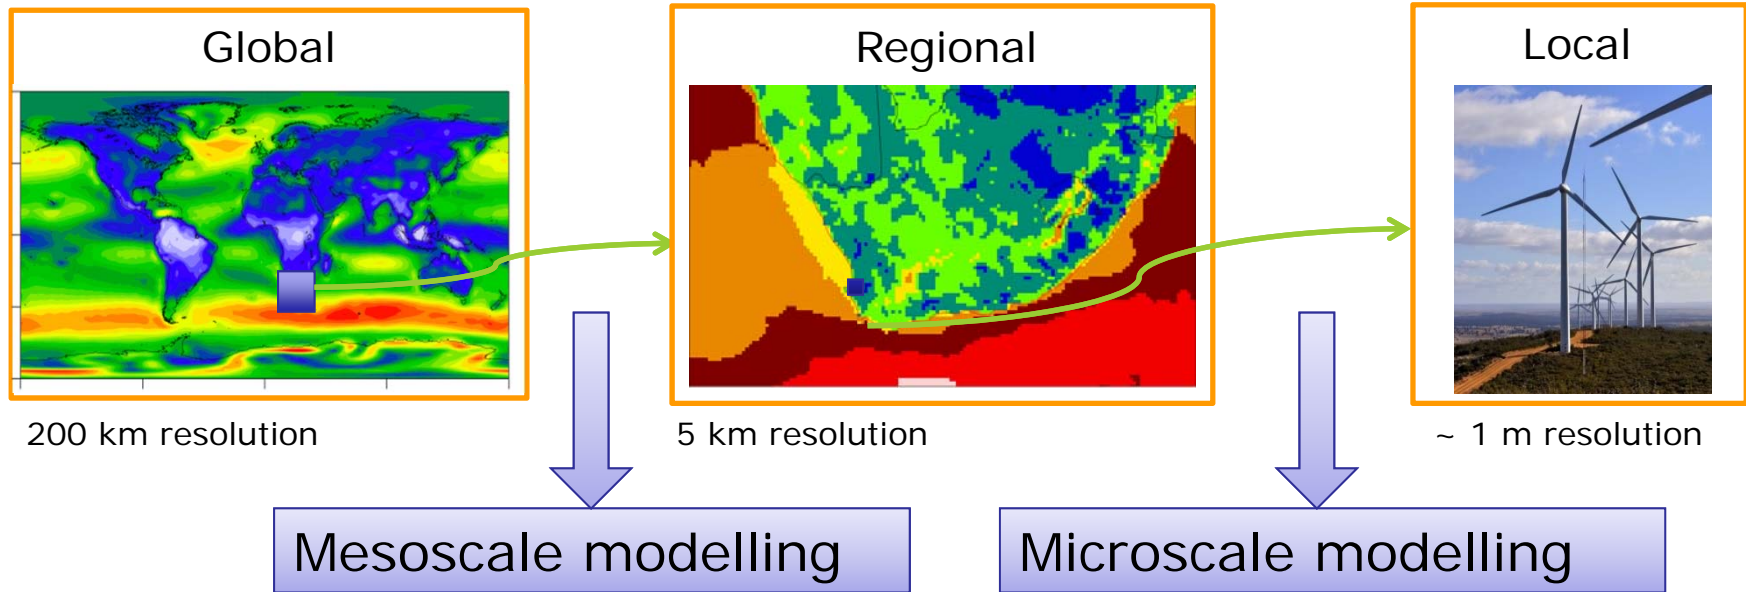 Global
Regional
Local
200 km resolution
5 km resolution
~ 1 m resolution
Mesoscale modelling
Microscale modelling